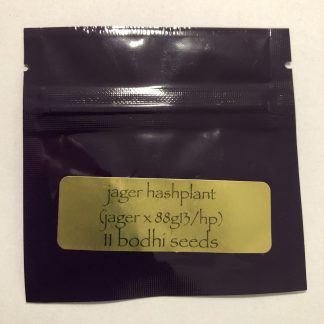 jager hashplant
(jager x 88g13/hp)
11 bodhi seeds